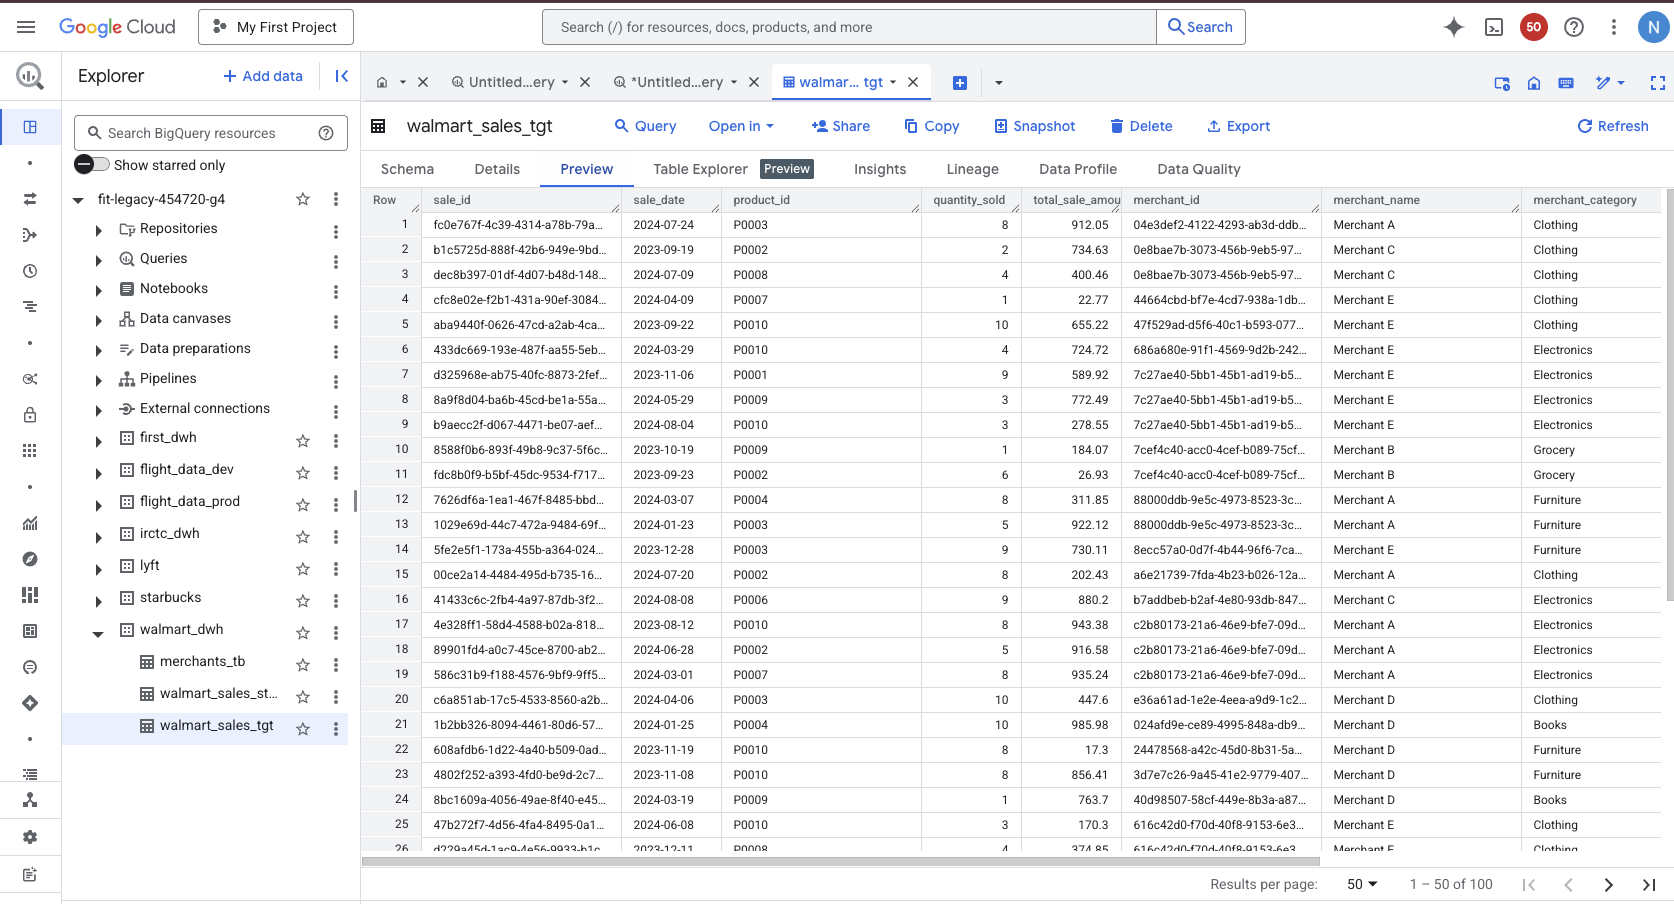 Google Cloud
My First Project
Search (/) for resources, docs, products, and more
Search
50
N
Explorer
+ Add data
Search BigQuery resources
Show starred only
fit-legacy-454720-g4
Repositories
Queries
Notebooks
Data canvases
Data preparations
Pipelines
External connections
first_dwh
flight_data_dev
flight_data_prod
irctc_dwh
lyft
starbucks
walmart_dwh
merchants_tb
walmart_sales_st...
walmart_sales_tgt
Untitled...ery
*Untitled...ery
walmar... tgt
walmart_sales_tgt
Query
Open in
Share
Copy
Snapshot
Delete
Export
Refresh
Schema Details Preview Table Explorer Preview Insights Lineage Data Profile Data Quality
Row sale_id sale_date product_id quantity_sold total_sale_amou merchant_id merchant_name merchant_category
1 fc0e767f-4c39-4314-a78b-79a... 2024-07-24 P0003 8 912.05 04e3def2-4122-4293-ab3d-ddb... Merchant A Clothing
2 b1c5725d-888f-42b6-949e-9bd... 2023-09-19 P0002 2 734.63 0e8bae7b-3073-456b-9eb5-97... Merchant C Clothing
3 dec8b397-01df-4d07-b48d-148... 2024-07-09 P0008 4 400.46 0e8bae7b-3073-456b-9eb5-97... Merchant C Clothing
4 cfc8e02e-f2b1-431a-90ef-3084... 2024-04-09 P0007 1 22.77 44664cbd-bf7e-4cd7-938a-1db... Merchant E Clothing
5 aba9440f-0626-47cd-a2ab-4ca... 2023-09-22 P0010 10 655.22 47f529ad-d5f6-40c1-b593-077... Merchant E Clothing
6 433dc669-193e-487f-aa55-5eb... 2024-03-29 P0010 4 724.72 686a680e-91f1-4569-9d2b-242... Merchant E Electronics
7 d325968e-ab75-40fc-8873-2fef... 2023-11-06 P0001 9 589.92 7c27ae40-5bb1-45b1-ad19-b5... Merchant E Electronics
8 8a9f8d04-ba6b-45cd-be1a-55a... 2024-05-29 P0009 3 772.49 7c27ae40-5bb1-45b1-ad19-b5... Merchant E Electronics
9 b9aecc2f-d067-4471-be07-aef... 2024-08-04 P0010 3 278.55 7c27ae40-5bb1-45b1-ad19-b5... Merchant E Electronics
10 8588f0b6-893f-49b8-9c37-5f6c... 2023-10-19 P0009 1 184.07 7cef4c40-acc0-4cef-b089-75cf... Merchant B Grocery
11 fdc8b0f9-b5bf-45dc-9534-f717... 2023-09-23 P0002 6 26.93 7cef4c40-acc0-4cef-b089-75cf... Merchant B Grocery
12 7626df6a-1ea1-467f-8485-bbd... 2024-03-07 P0004 8 311.85 88000ddb-9e5c-4973-8523-3c... Merchant A Furniture
13 1029e69d-44c7-472a-9484-69f... 2024-01-23 P0003 5 922.12 88000ddb-9e5c-4973-8523-3c... Merchant A Furniture
14 5fe2e5f1-173a-455b-a364-024... 2023-12-28 P0003 9 730.11 8ecc57a0-0d7f-4b44-96f6-7ca... Merchant E Furniture
15 00ce2a14-4484-495d-b735-16... 2024-07-20 P0002 8 202.43 a6e21739-7fda-4b23-b026-12a... Merchant A Clothing
16 41433c6c-2fb4-4a97-87db-3f2... 2024-08-08 P0006 9 880.2 b7addbeb-b2af-4e80-93db-847... Merchant C Electronics
17 4e328ff1-58d4-4588-b02a-818... 2023-08-12 P0010 8 943.38 c2b80173-21a6-46e9-bfe7-09d... Merchant A Electronics
18 89901fd4-a0c7-45ce-8700-ab2... 2024-06-28 P0002 5 916.58 c2b80173-21a6-46e9-bfe7-09d... Merchant A Electronics
19 586c31b9-f188-4576-9bf9-9ff5... 2024-03-01 P0007 8 935.24 c2b80173-21a6-46e9-bfe7-09d... Merchant A Electronics
20 c6a851ab-17c5-4533-8560-a2b... 2024-04-06 P0003 10 447.6 e36a61ad-1e2e-4eea-a9d9-1c2... Merchant D Clothing
21 1b2bb326-8094-4461-80d6-57... 2024-01-25 P0004 10 985.98 024afd9e-ce89-4995-848a-db9... Merchant D Books
22 608afdb6-1d22-4a40-b509-0ad... 2023-11-19 P0010 8 17.3 24478568-a42c-45d0-8b31-5a... Merchant D Furniture
23 4802f252-a393-4fd0-be9d-2c7... 2023-11-08 P0010 8 856.41 3d7e7c26-9a45-41e2-9779-407... Merchant D Furniture
24 8bc1609a-4056-49ae-8f40-e45... 2024-03-19 P0009 1 763.7 40d98507-58cf-449e-8b3a-a87... Merchant D Books
25 47b272f7-4d56-4fa4-8495-0a1... 2024-06-08 P0010 3 170.3 616c42d0-f70d-40f8-9153-6e3... Merchant E Clothing
26 d229a45d-1ac9-4e56-9933-b1c... 2023-12-11 P0008 4 374.85 616c42d0-f70d-40f8-9153-6e3... Merchant E Clothing
Results per page: 50 1 – 50 of 100